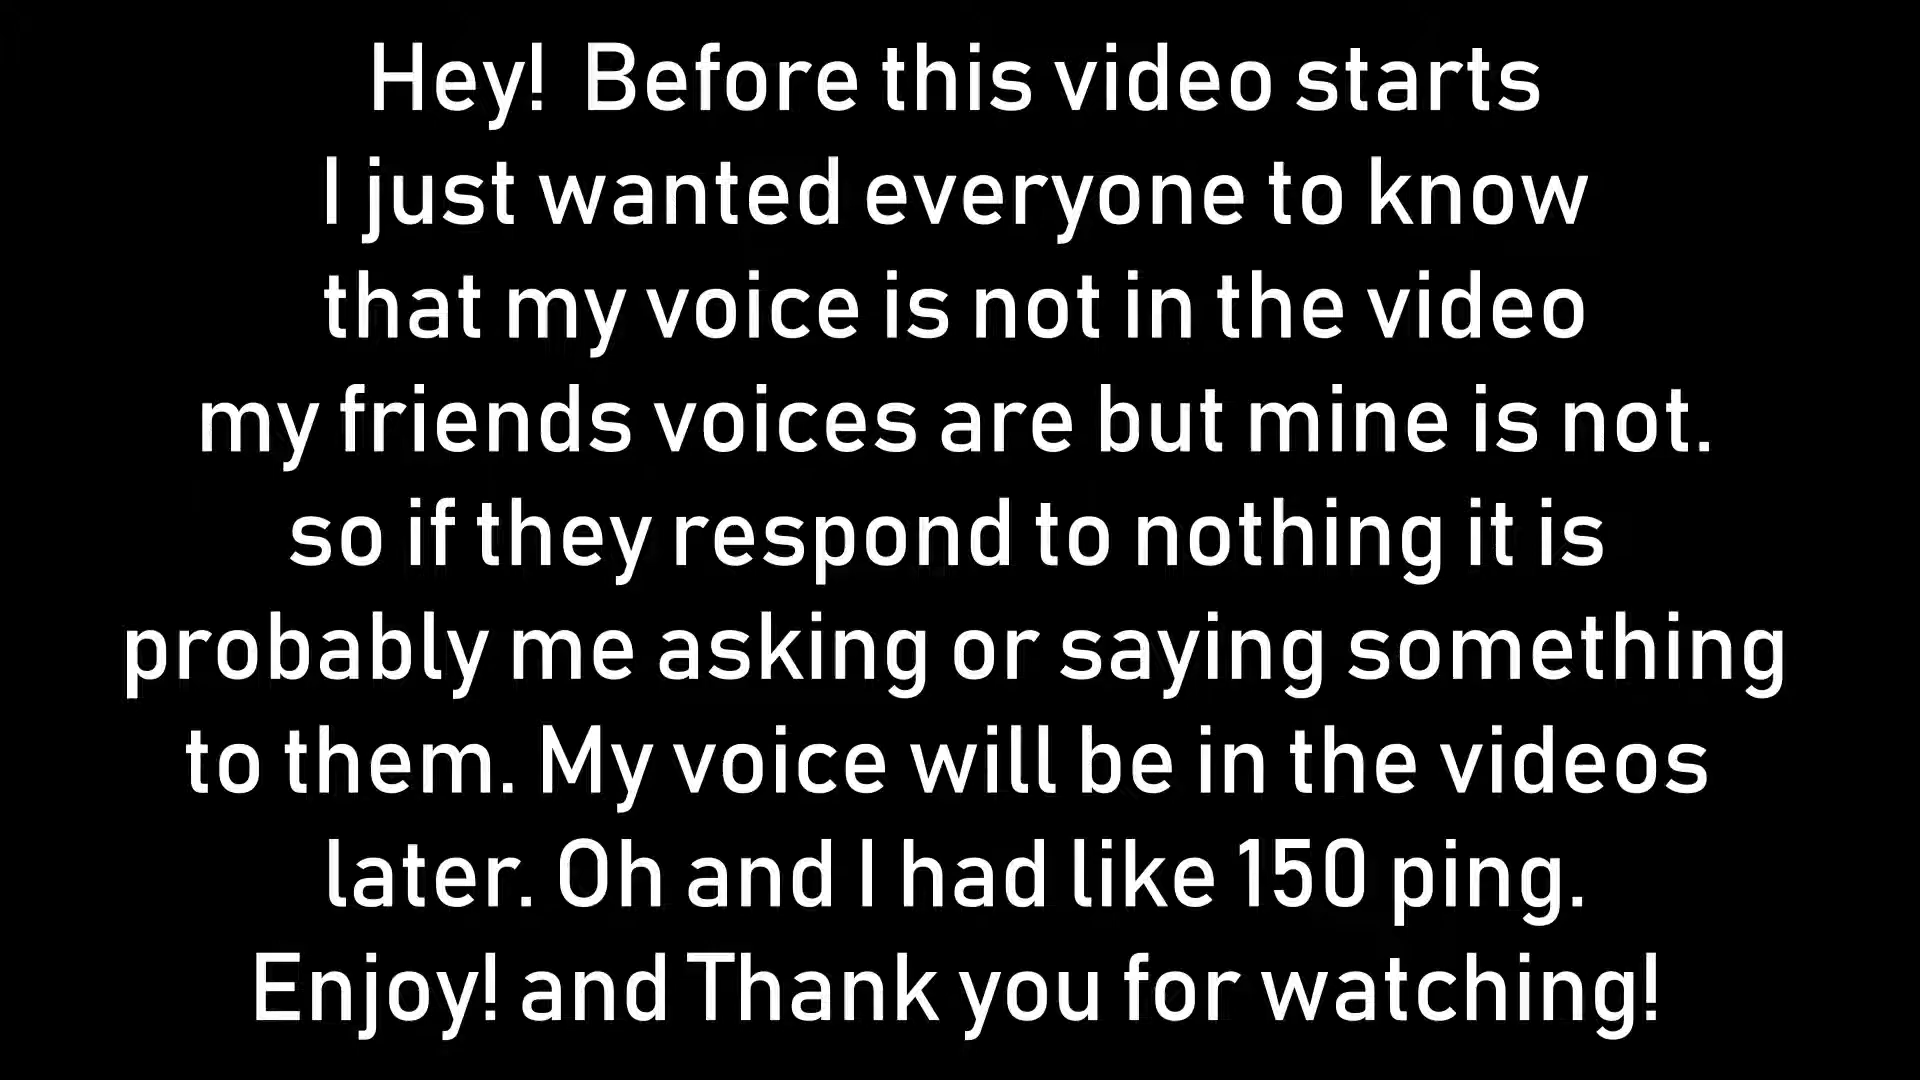 Hey!  Before this video starts
I just wanted everyone to know
that my voice is not in the video
my friends voices are but mine is not.
so if they respond to nothing it is
probably me asking or saying something
to them. My voice will be in the videos
later. Oh and I had like 150 ping.
Enjoy! and Thank you for watching!